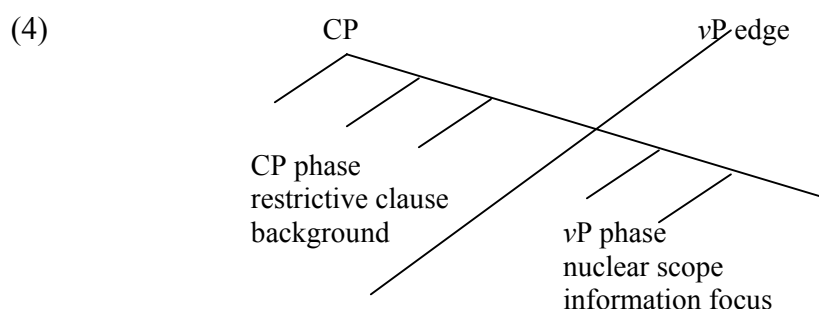 (4) CP vP edge
CP phase
restrictive clause
background
vP phase
nuclear scope
information focus